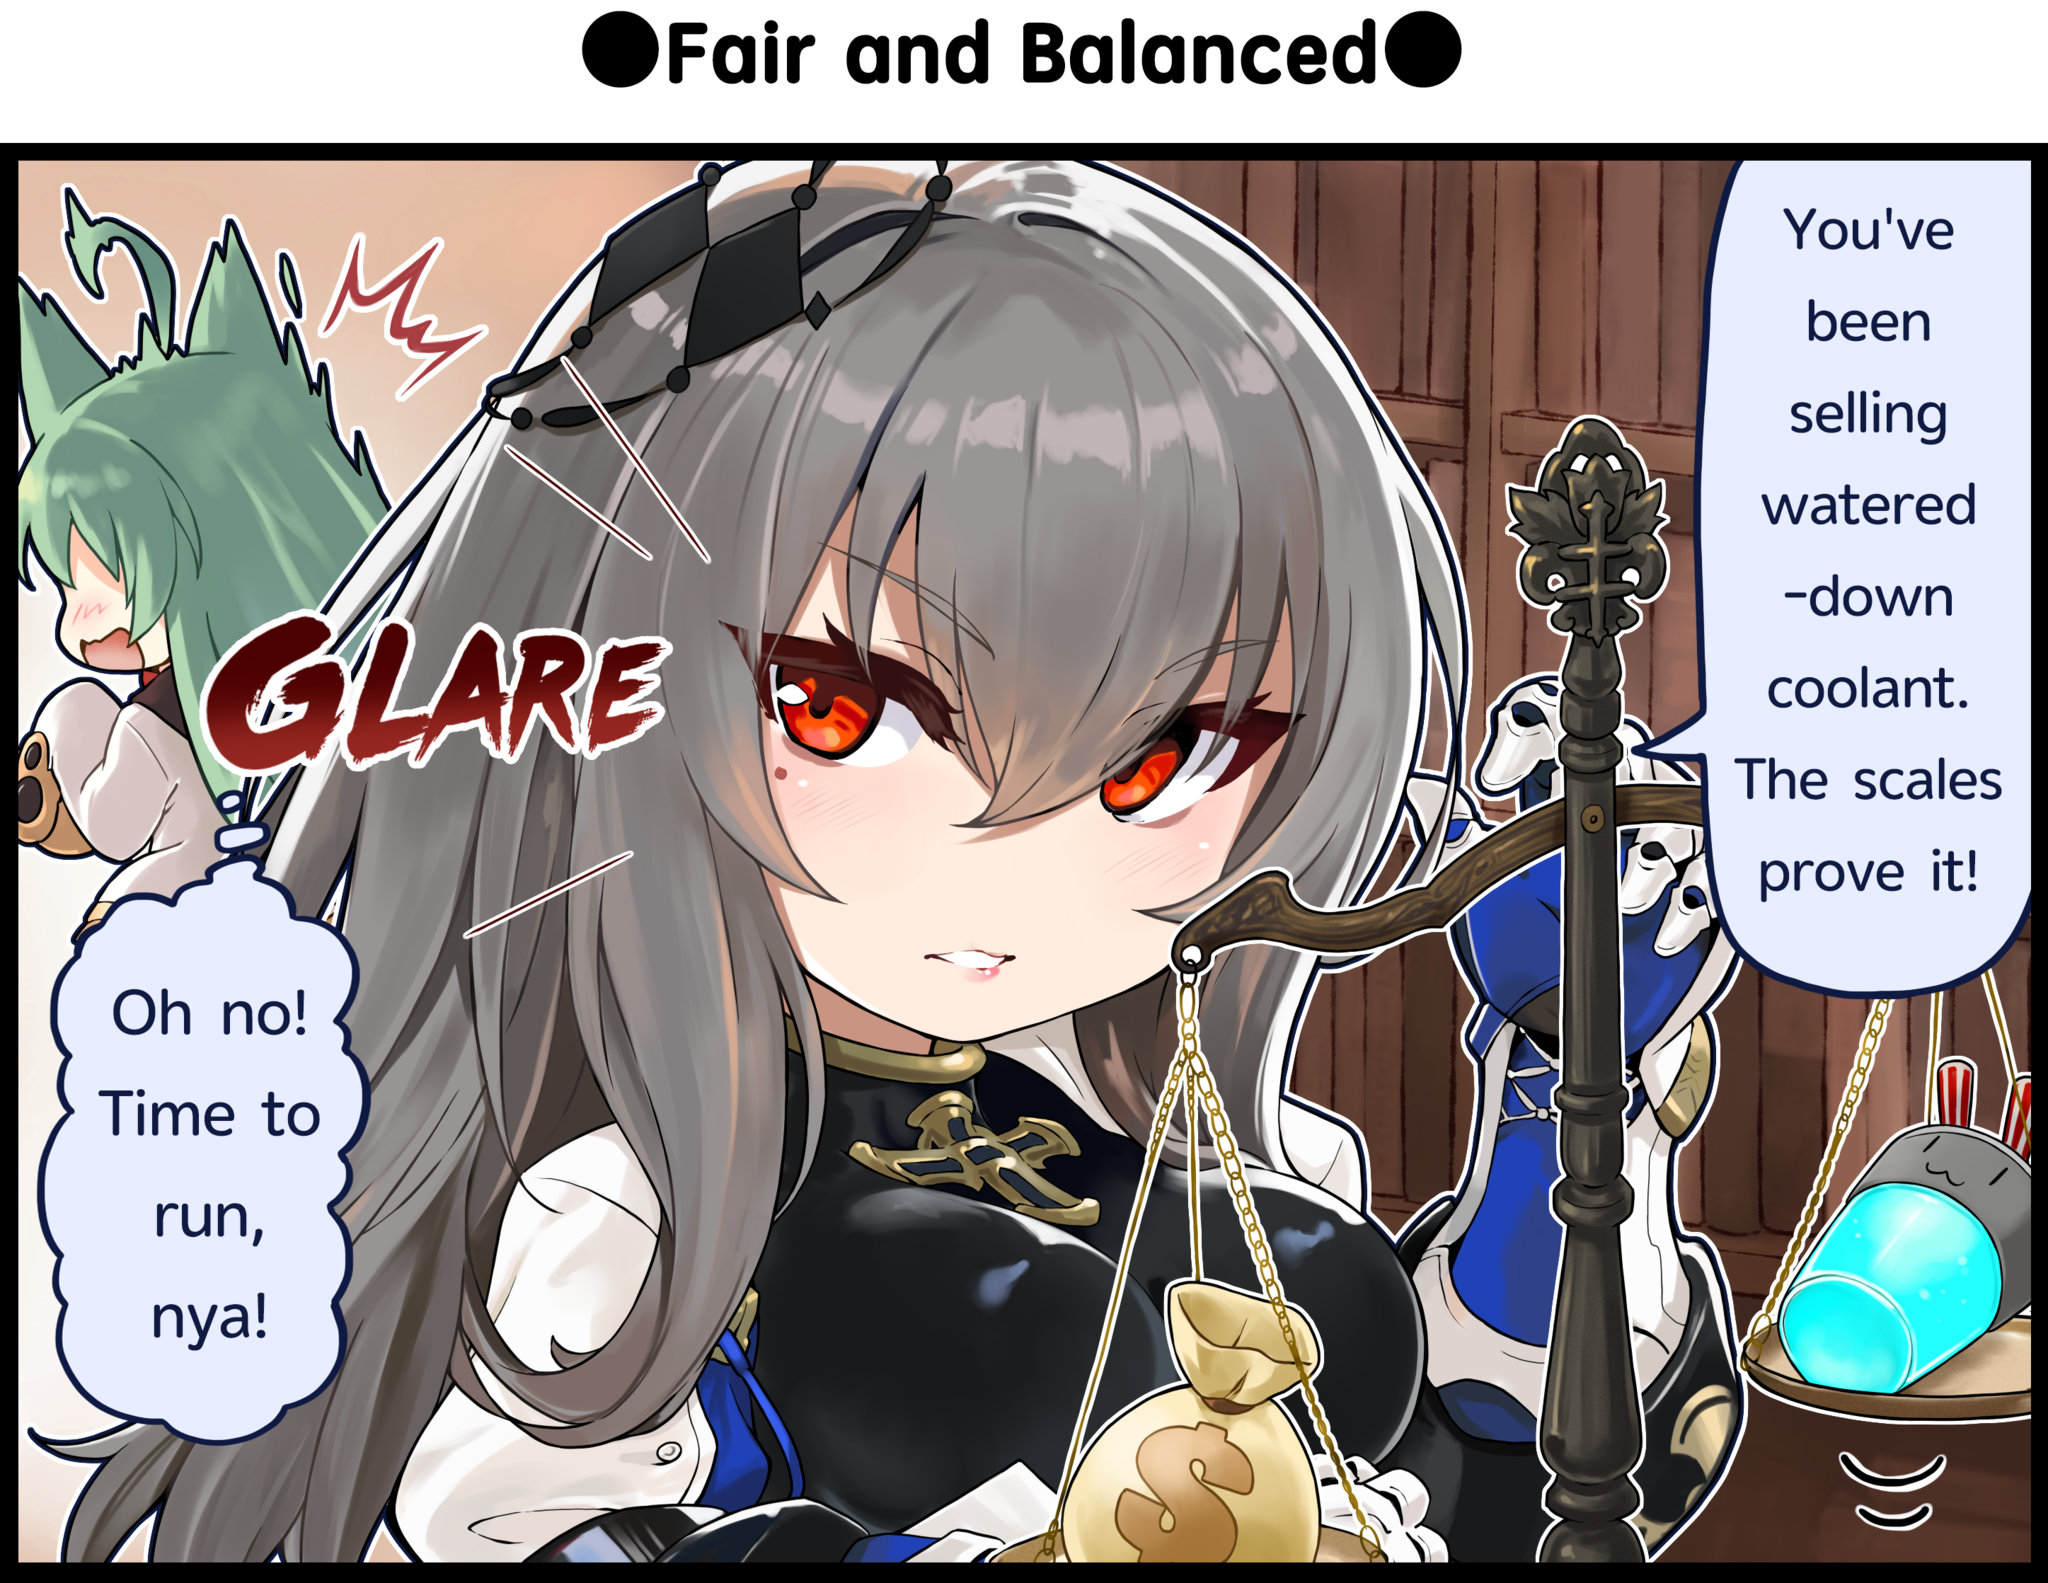 ●Fair and Balanced●
You've
been
selling
watered
-down
coolant.
The scales
prove it!
GLARE
Oh no!
Time to
run,
nya!
$